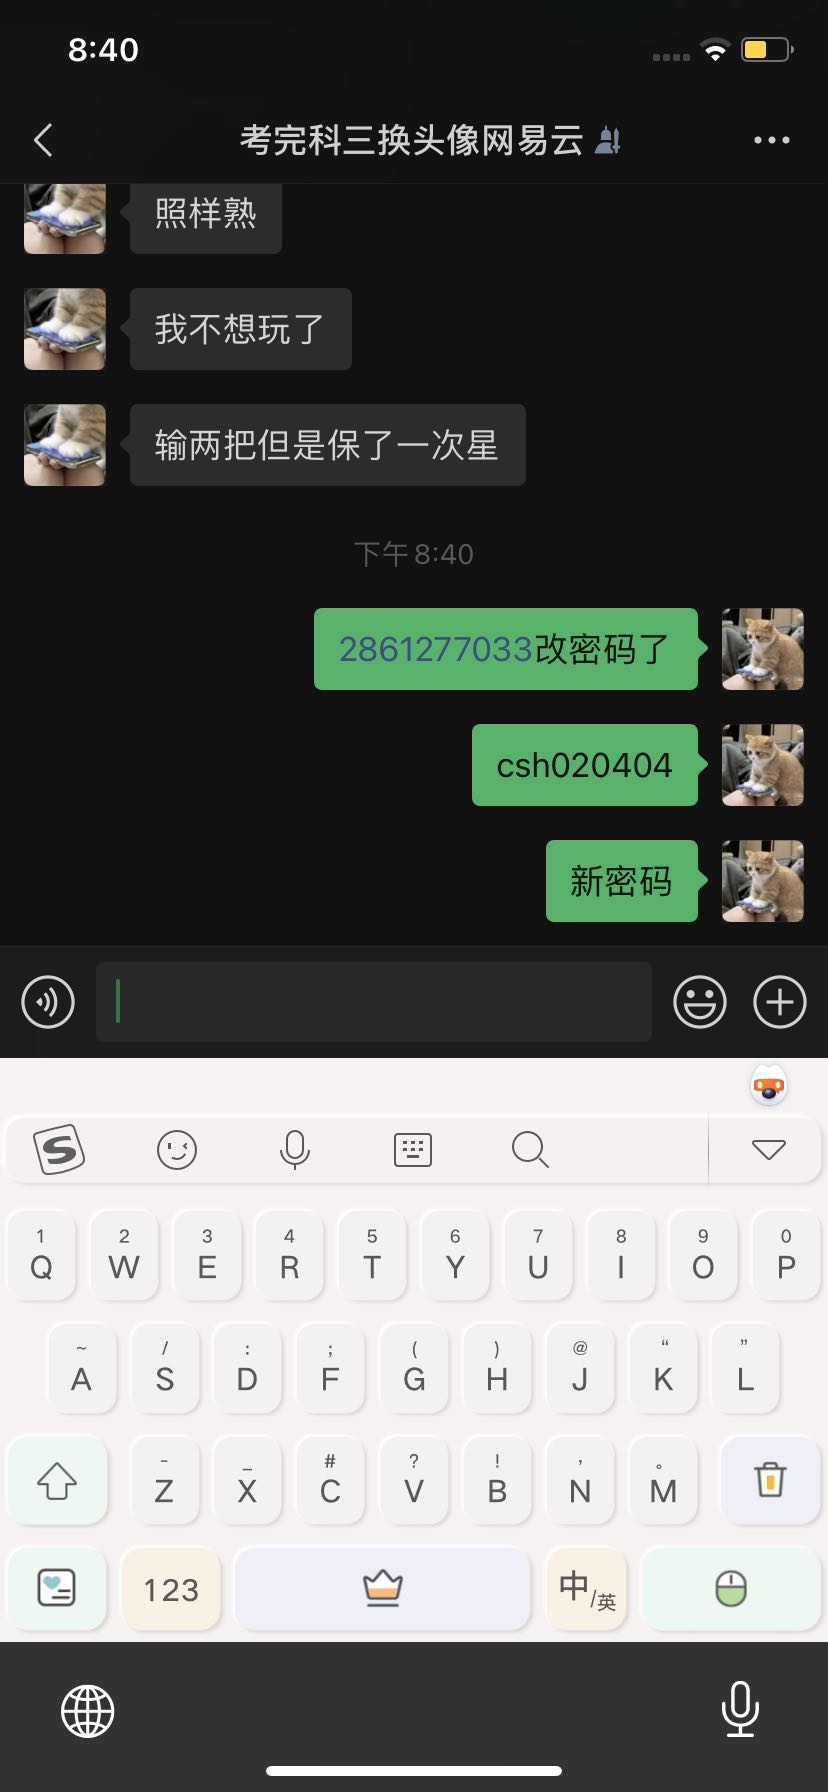 8:40
考完科三换头像网易云
照样熟
我不想玩了
输两把但是保了一次星
下午8:40
2861277033改密码了
csh020404
新密码
S
1 2 3 4 5 6 7 8 9 0
Q W E R T Y U I O P
~ / : ; ( ) @ “ ”
A S D F G H J K L
- _ # ? ! , 。
Z X C V B N M
123 中/英